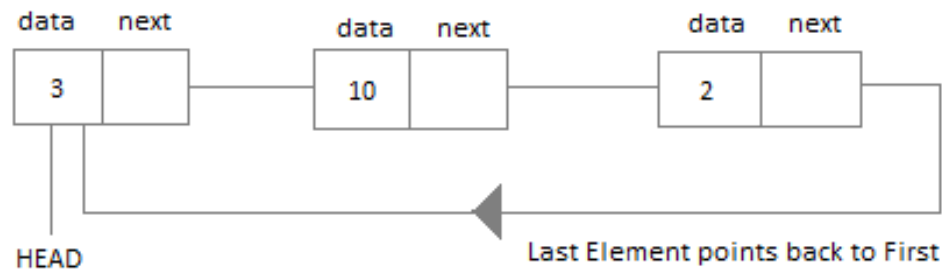 data next
data next
data next
3
10
2
HEAD
Last Element points back to First